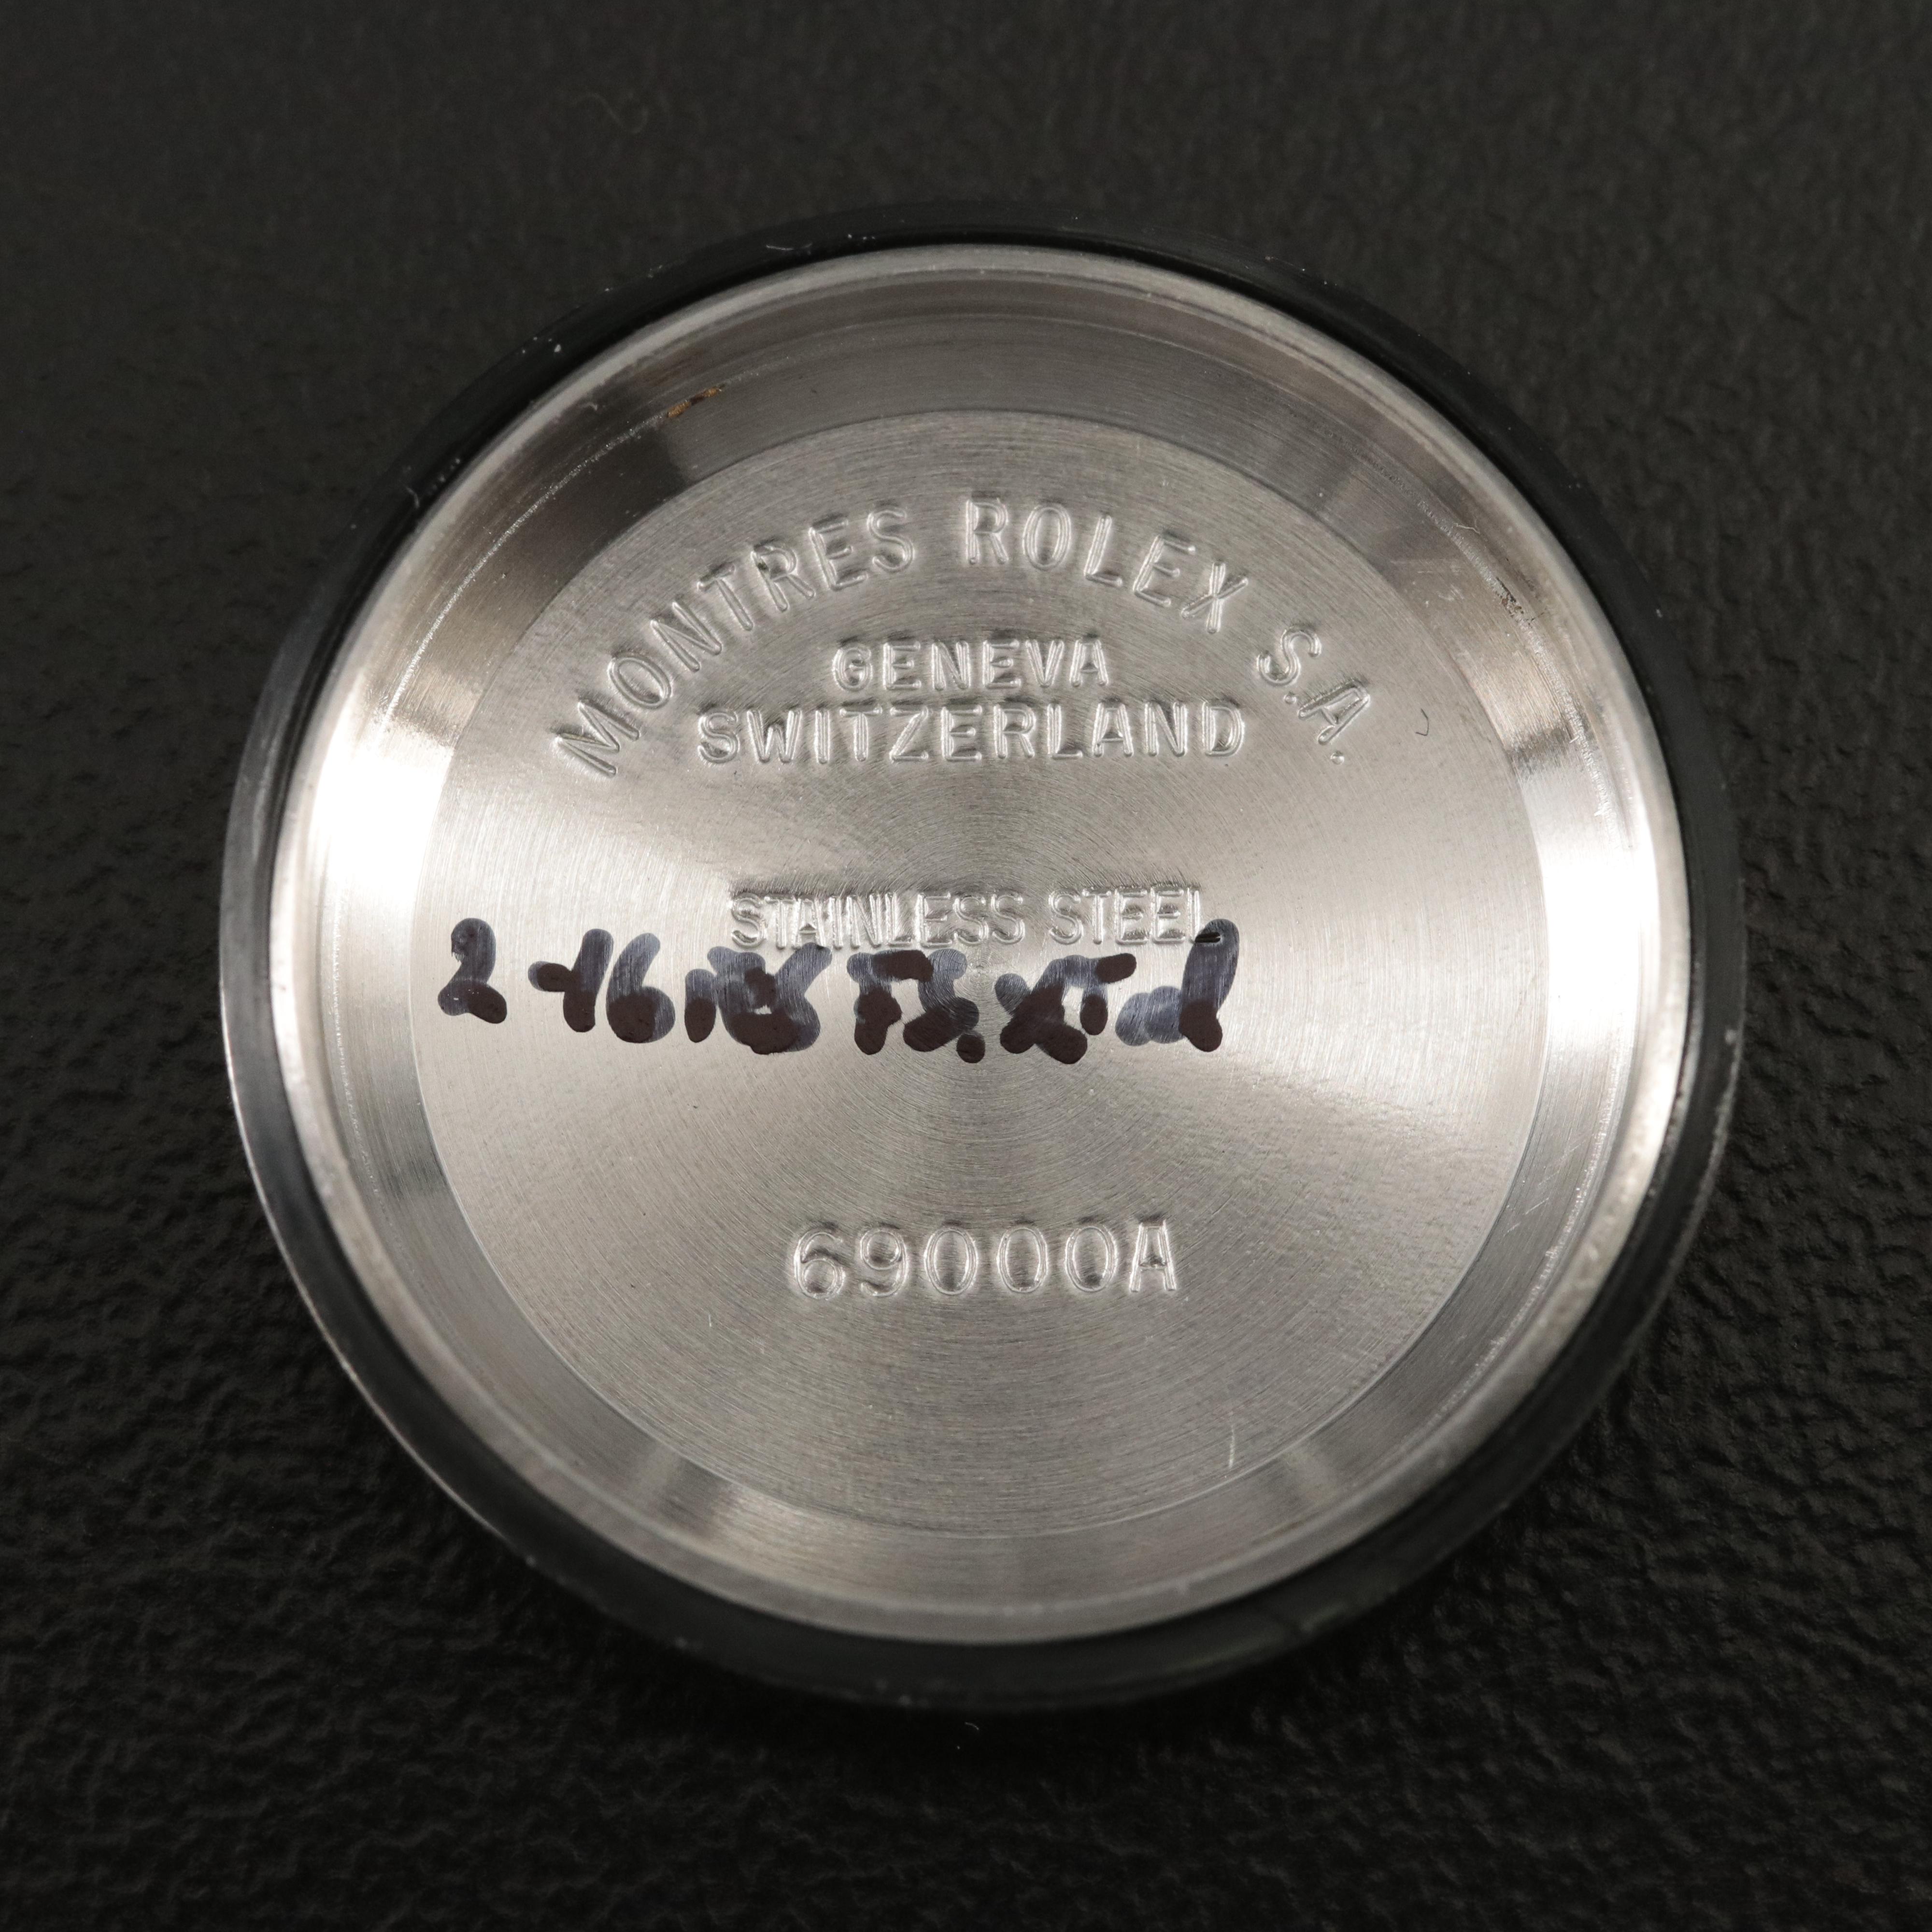 MONTRES ROLEX S.A.
GENEVA
SWITZERLAND
STAINLESS STEEL
69000A